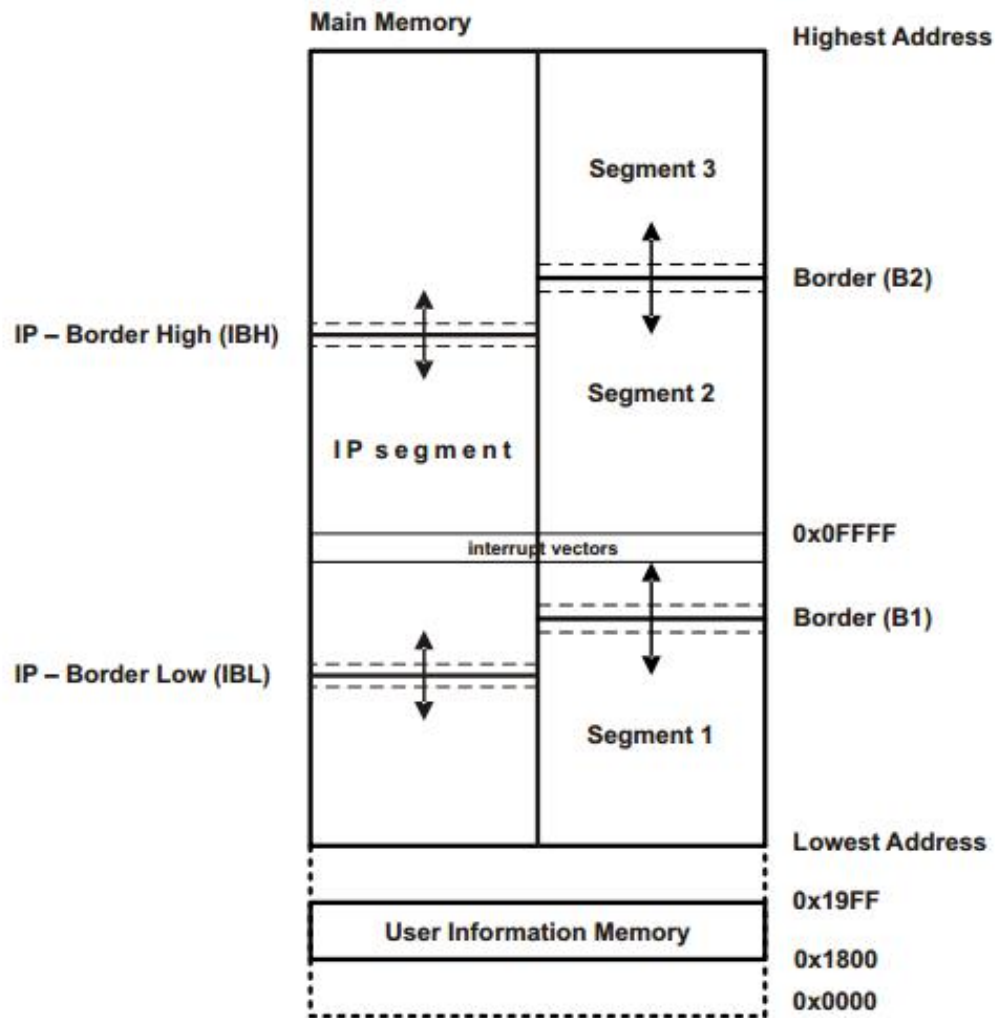 Main Memory
Highest Address
Segment 3
Border (B2)
IP – Border High (IBH)
Segment 2
IP segment
0x0FFFF
interrupt vectors
Border (B1)
IP – Border Low (IBL)
Segment 1
Lowest Address
0x19FF
User Information Memory
0x1800
0x0000